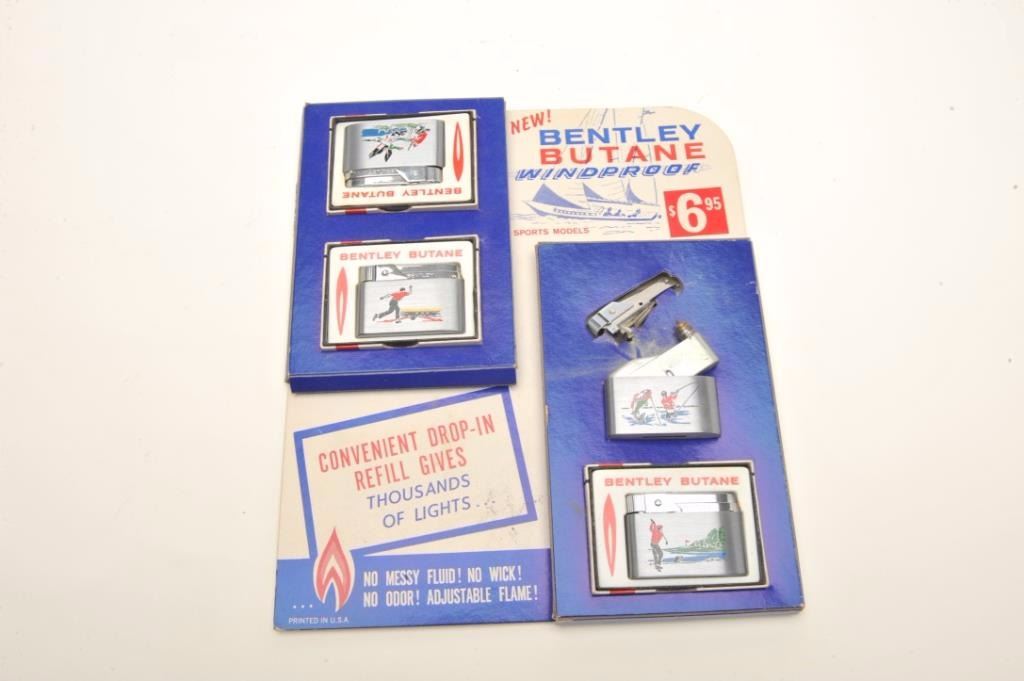 NEW!
BENTLEY
BUTANE
WINDPROOF
$6.95
SPORTS MODELS
BENTLEY BUTANE
BENTLEY BUTANE
BENTLEY BUTANE
CONVENIENT DROP-IN
REFILL GIVES
THOUSANDS
OF LIGHTS...
...
NO MESSY FLUID! NO WICK!
NO ODOR! ADJUSTABLE FLAME!
PRINTED IN U.S.A.